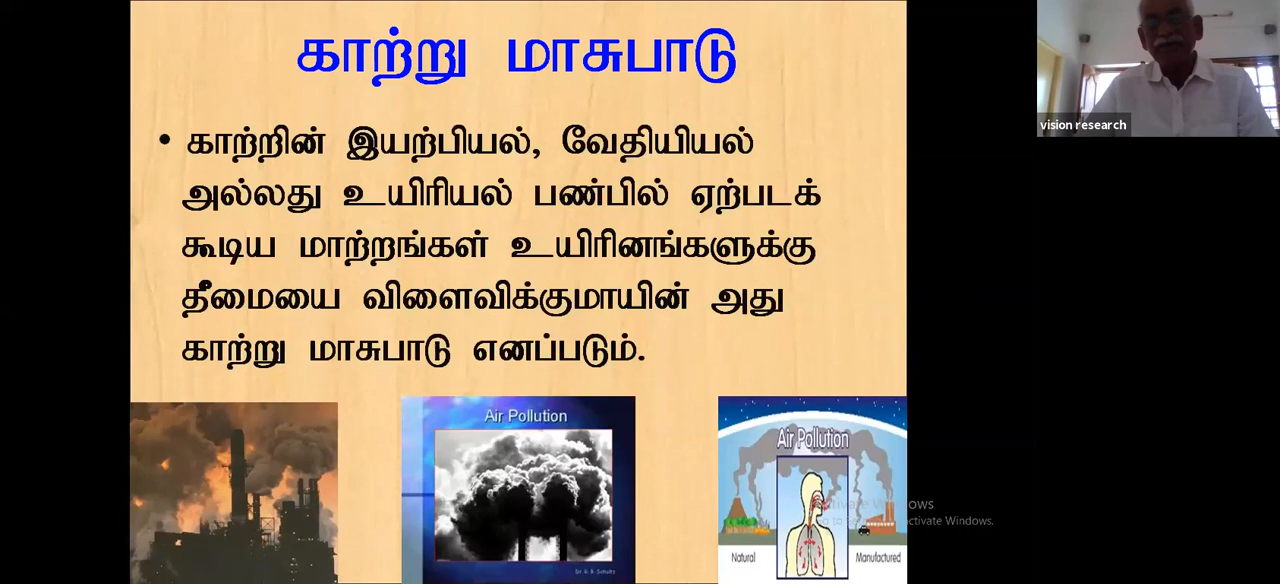 காற்று மாசுபாடு
• காற்றின் இயற்பியல், வேதியியல்
அல்லது உயிரியல் பண்பில் ஏற்படக்
கூடிய மாற்றங்கள் உயிரினங்களுக்கு
தீமையை விளைவிக்குமாயின் அது
காற்று மாசுபாடு எனப்படும்.
vision research
Air Pollution
Air Pollution
Natural
Manufactured
Activate Windows.